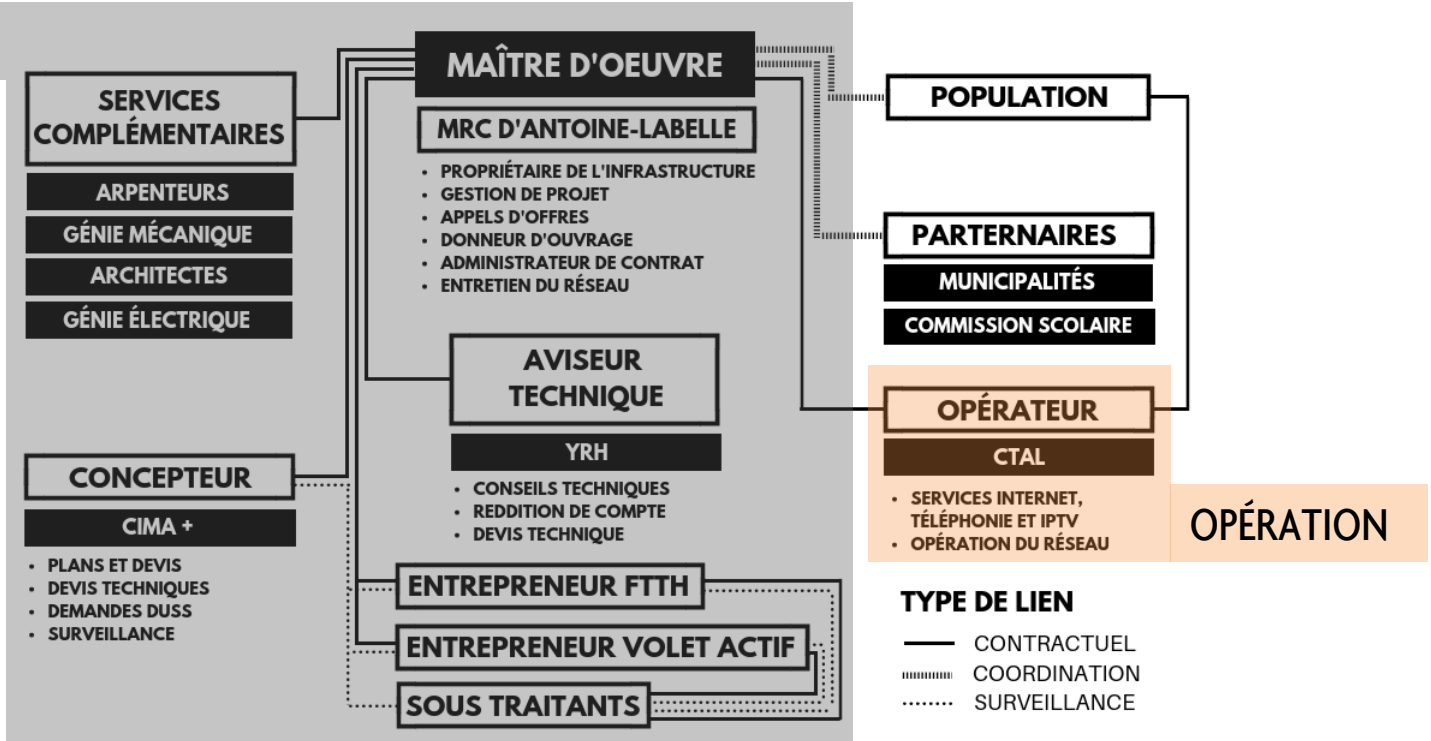 MAÎTRE D'OEUVRE
MRC D'ANTOINE-LABELLE
• PROPRIÉTAIRE DE L'INFRASTRUCTURE
• GESTION DE PROJET
• APPELS D'OFFRES
• DONNEUR D'OUVRAGE
• ADMINISTRATEUR DE CONTRAT
• ENTRETIEN DU RÉSEAU
SERVICES
COMPLÉMENTAIRES
ARPENTEURS
GÉNIE MÉCANIQUE
ARCHITECTES
GÉNIE ÉLECTRIQUE
AVISEUR
TECHNIQUE
YRH
• CONSEILS TECHNIQUES
• REDDITION DE COMPTE
• DEVIS TECHNIQUE
CONCEPTEUR
CIMA +
• PLANS ET DEVIS
• DEVIS TECHNIQUES
• DEMANDES DUSS
• SURVEILLANCE
ENTREPRENEUR FTTH
ENTREPRENEUR VOLET ACTIF
SOUS TRAITANTS
POPULATION
PARTERNAIRES
MUNICIPALITÉS
COMMISSION SCOLAIRE
OPÉRATEUR
CTAL
• SERVICES INTERNET,
TÉLÉPHONIE ET IPTV
• OPÉRATION DU RÉSEAU
OPÉRATION
TYPE DE LIEN
CONTRACTUEL
COORDINATION
SURVEILLANCE